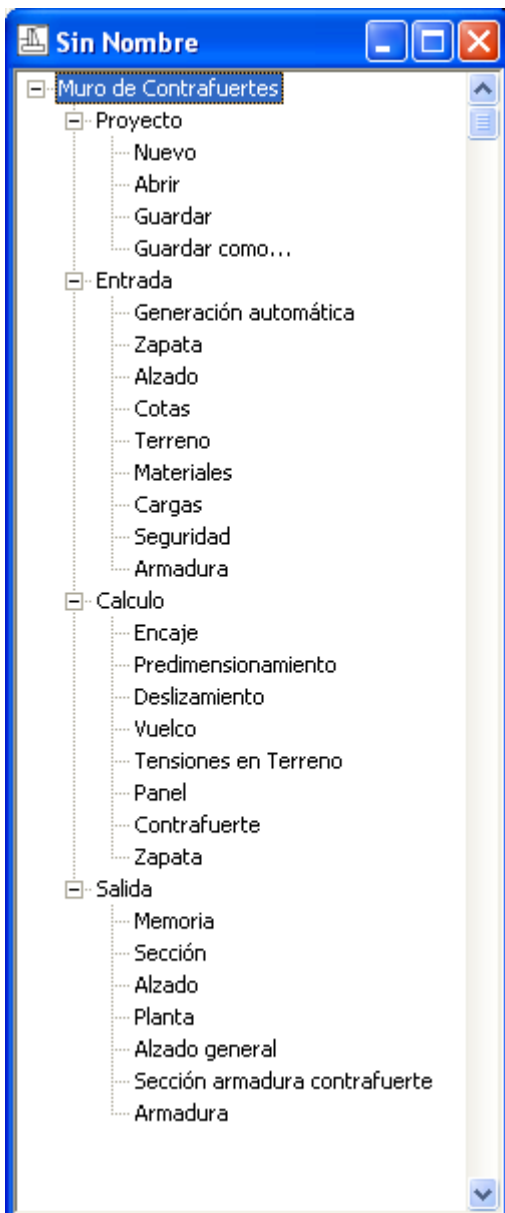 Sin Nombre
Muro de Contrafuertes
Proyecto
Nuevo
Abrir
Guardar
Guardar como...
Entrada
Generación automática
Zapata
Alzado
Cotas
Terreno
Materiales
Cargas
Seguridad
Armadura
Calculo
Encaje
Predimensionamiento
Deslizamiento
Vuelco
Tensiones en Terreno
Panel
Contrafuerte
Zapata
Salida
Memoria
Sección
Alzado
Planta
Alzado general
Sección armadura contrafuerte
Armadura